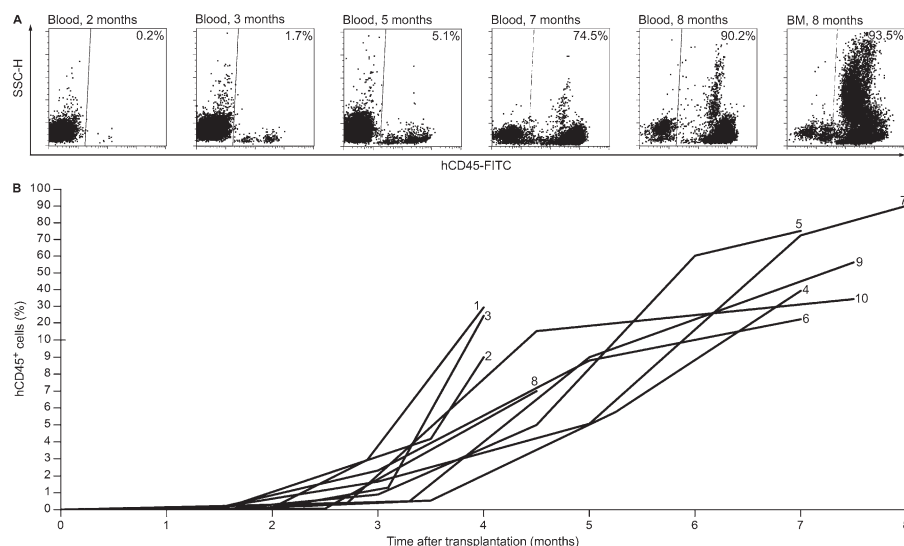 A
Blood, 2 months
0.2%
Blood, 3 months
1.7%
Blood, 5 months
5.1%
Blood, 7 months
74.5%
Blood, 8 months
90.2%
BM, 8 months
93.5%
SSC-H
hCD45-FITC
B
100
90
80
70
60
50
40
30
20
10
9
8
7
6
5
4
3
2
1
0
hCD45+ cells (%)
1
3
2
8
5
7
9
4
10
6
0 1 2 3 4 5 6 7 8
Time after transplantation (months)